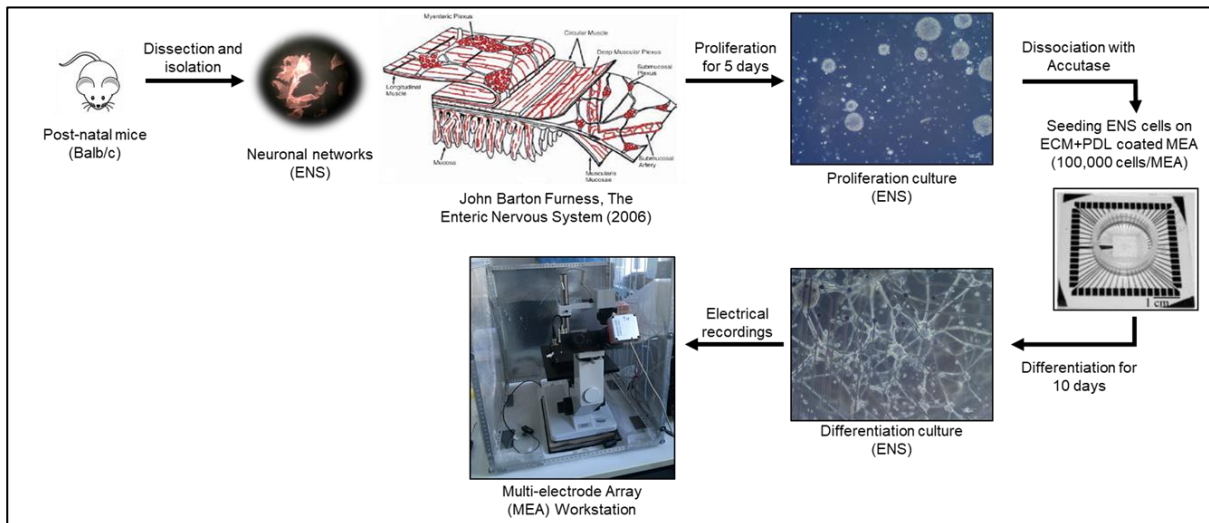 Dissection and
isolation
Post-natal mice
(Balb/c)
Neuronal networks
(ENS)
Myenteric Plexus
Circular Muscle
Deep Muscular Plexus
Submucosal
Plexus
Longitudinal
Muscle
Mucosa
Submucosal
Artery
Muscularis
Mucosae
John Barton Furness, The
Enteric Nervous System (2006)
Proliferation
for 5 days
Proliferation culture
(ENS)
Dissociation with
Accutase
Seeding ENS cells on
ECM+PDL coated MEA
(100,000 cells/MEA)
1 cm
Differentiation for
10 days
Differentiation culture
(ENS)
Electrical
recordings
Multi-electrode Array
(MEA) Workstation